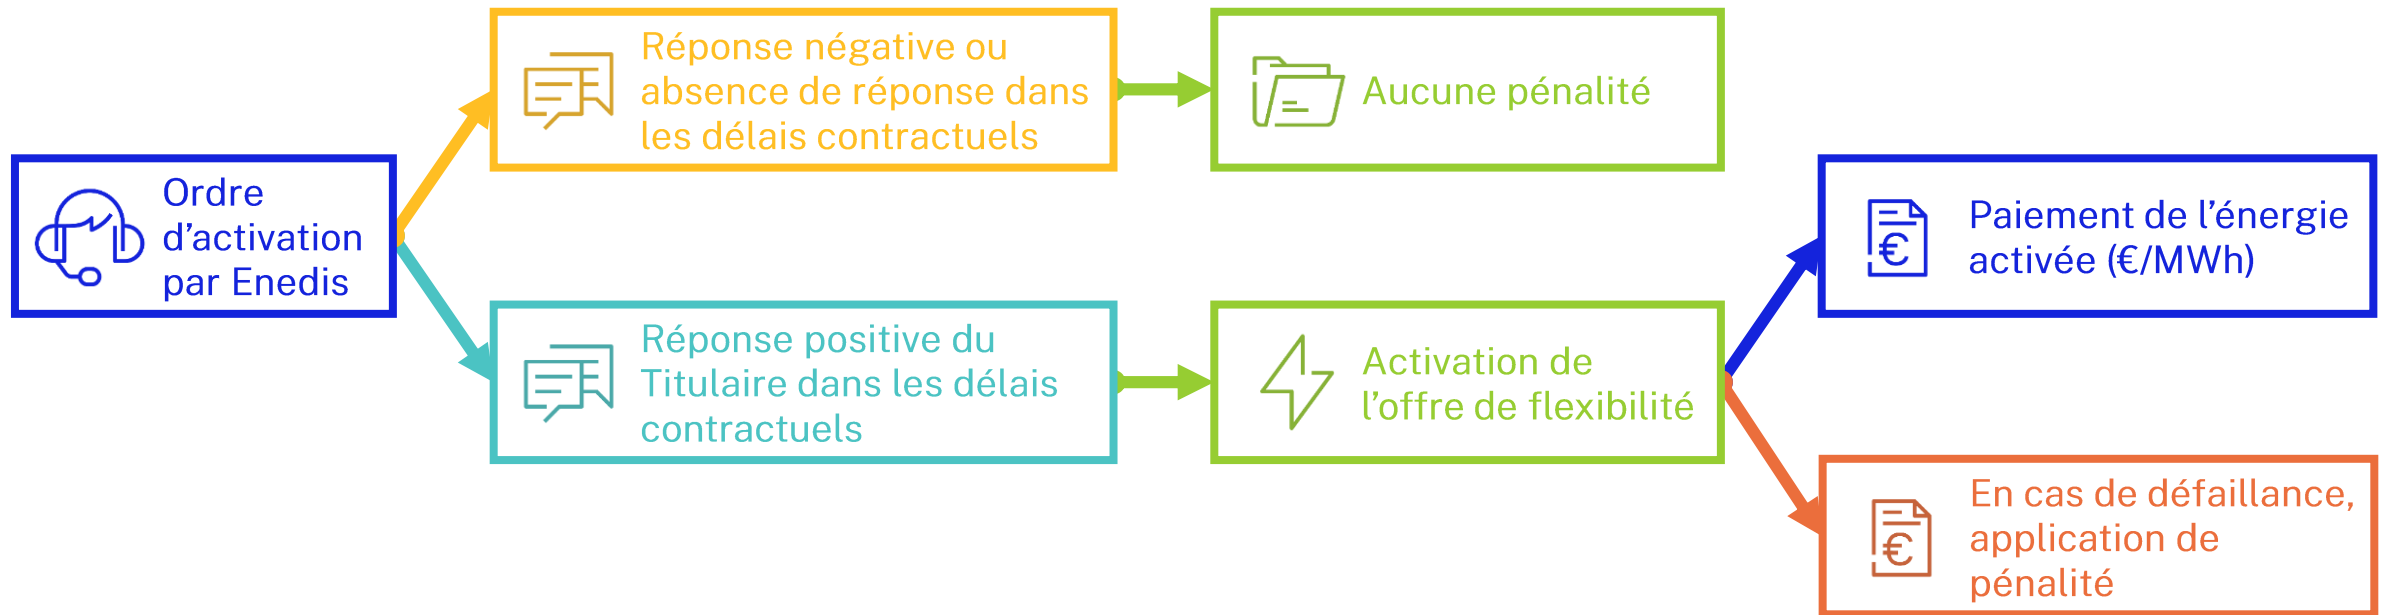 Ordre
d’activation
par Enedis
Réponse négative ou
absence de réponse dans
les délais contractuels
Aucune pénalité
Réponse positive du
Titulaire dans les délais
contractuels
Activation de
l’offre de flexibilité
Paiement de l’énergie
activée (€/MWh)
En cas de défaillance,
application de
pénalité